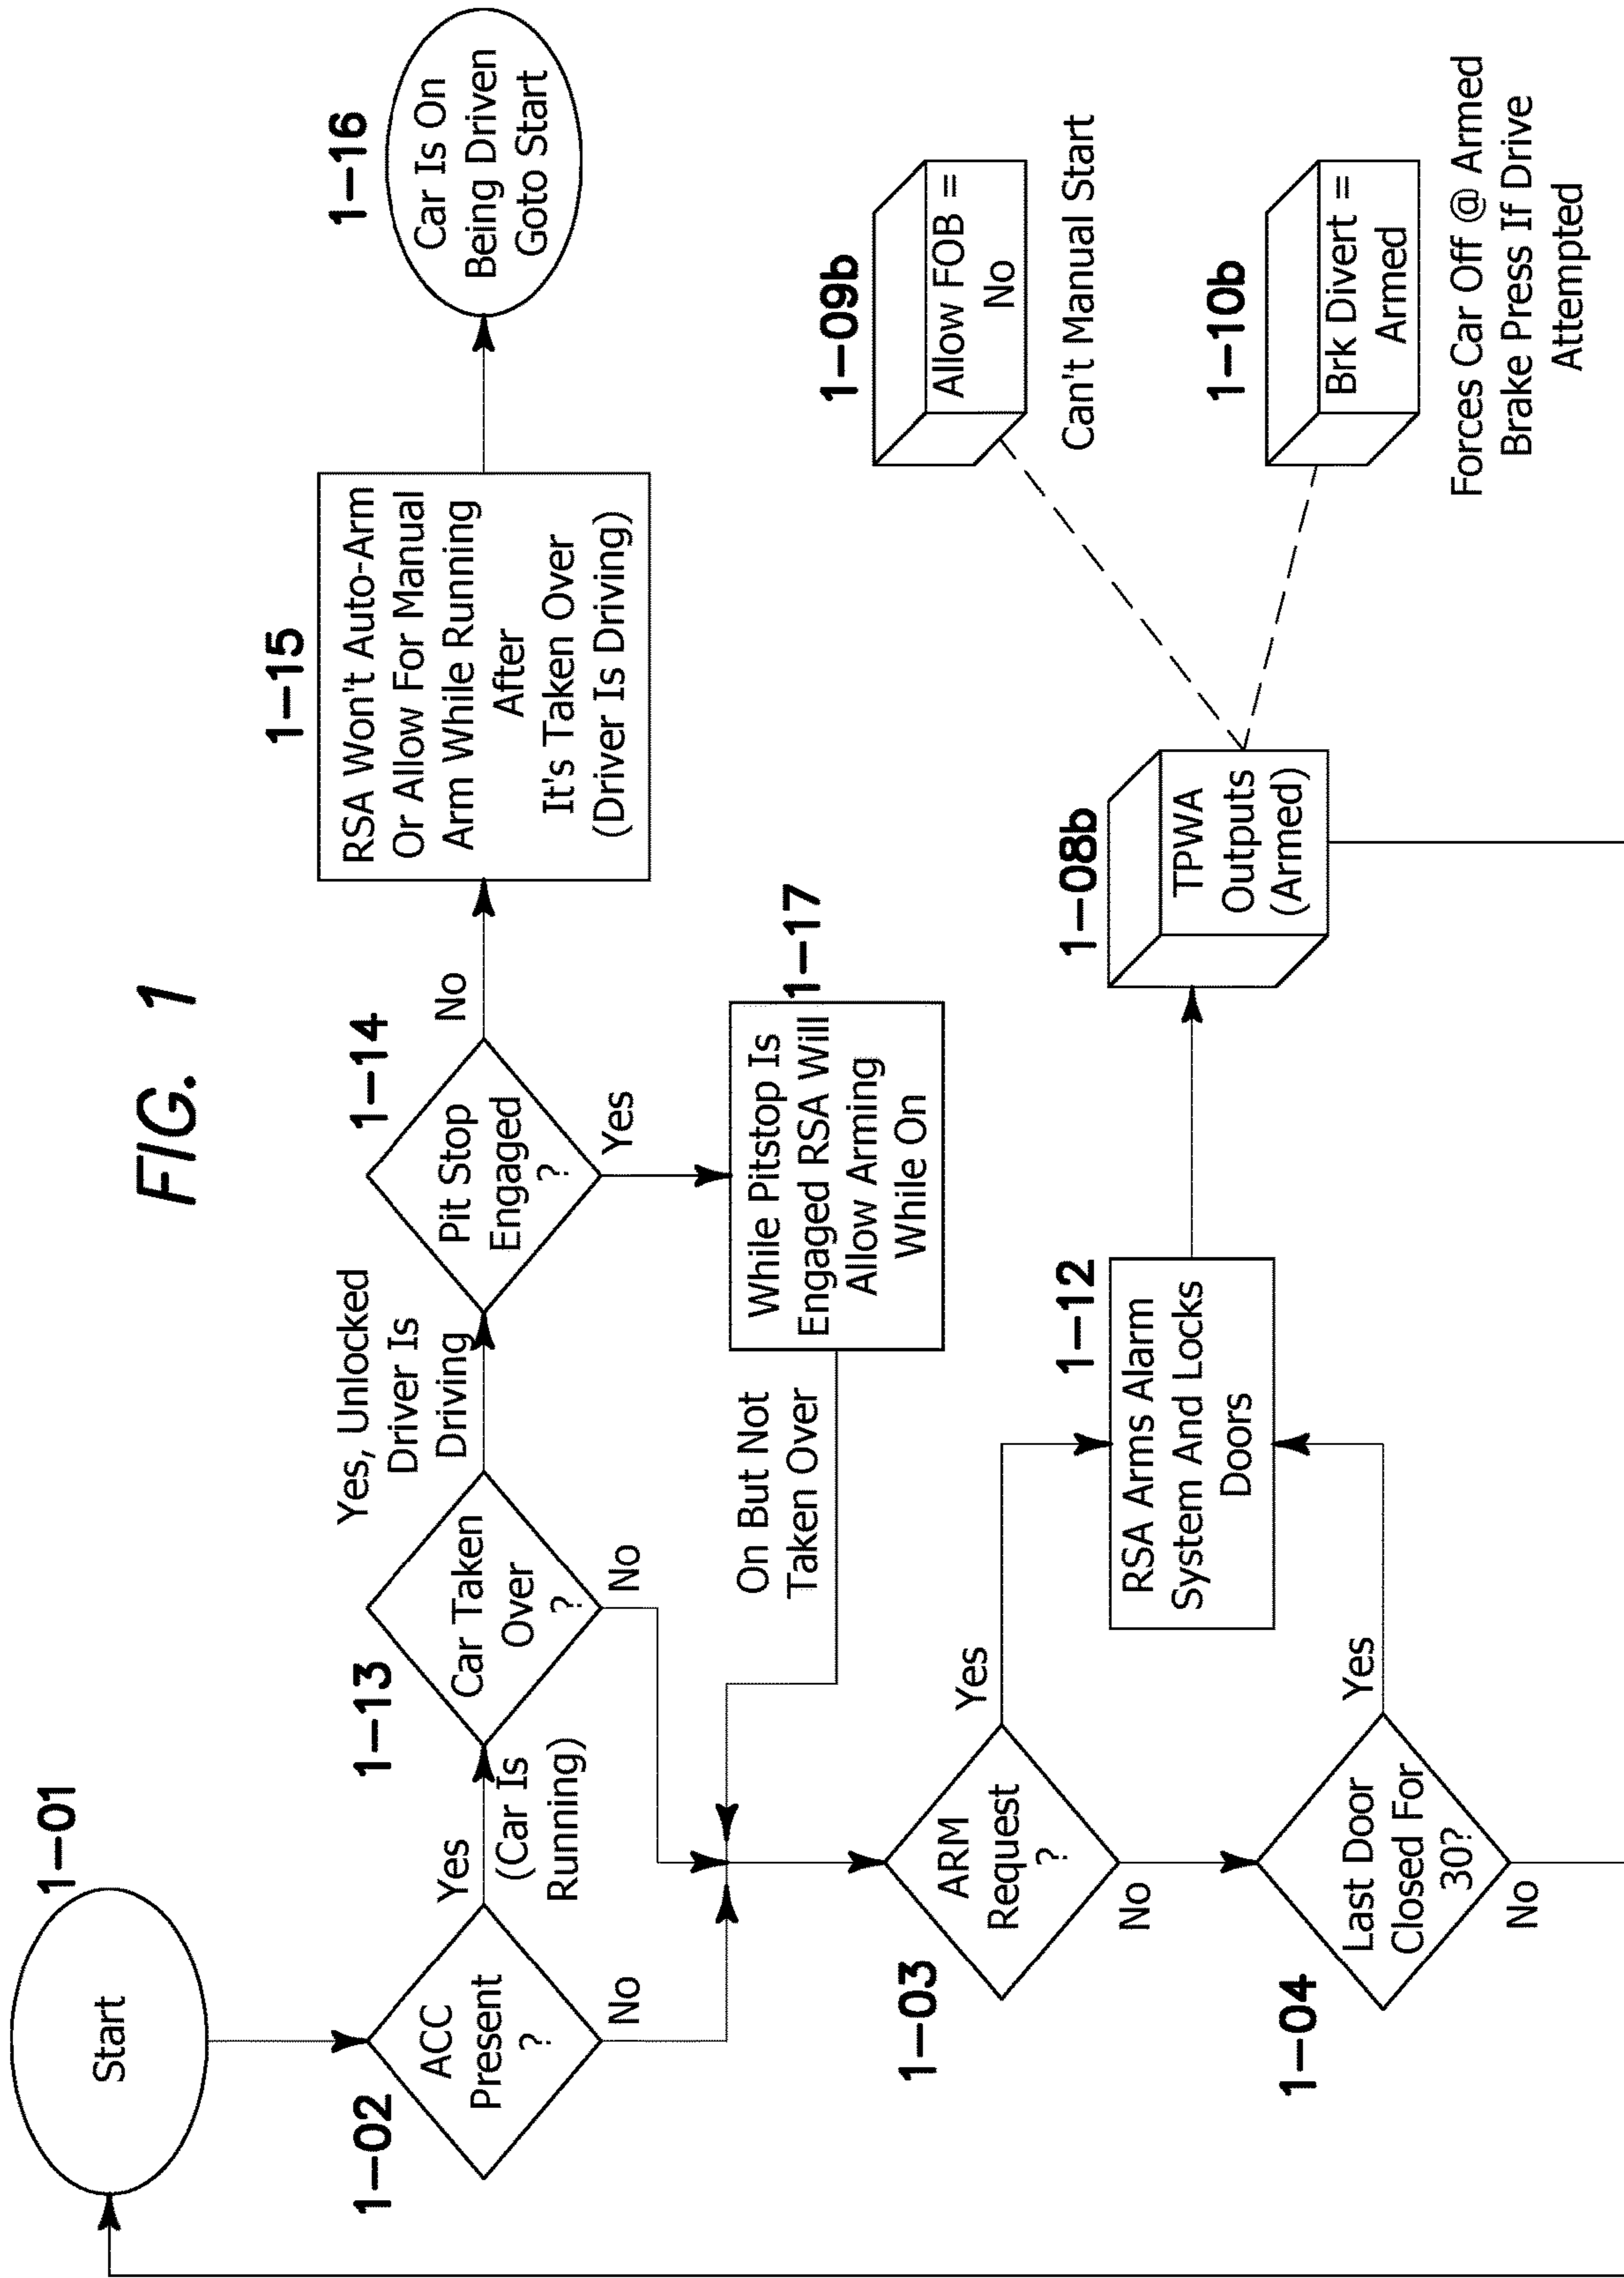 FIG. 1
1-01
Start
1-02
ACC
Present
?
Yes
(Car Is
Running)
No
1-13
Car Taken
Over
?
No
Yes, Unlocked
Driver Is
Driving
1-14
Pit Stop
Engaged
?
No
Yes
1-15
RSA Won't Auto-Arm
Or Allow For Manual
Arm While Running
After
It's Taken Over
(Driver Is Driving)
1-16
Car Is On
Being Driven
Goto Start
1-17
While Pitstop Is
Engaged RSA Will
Allow Arming
While On
On But Not
Taken Over
1-03
ARM
Request
?
Yes
No
1-04
Last Door
Closed For
30?
Yes
No
1-12
RSA Arms Alarm
System And Locks
Doors
1-08b
TPWA
Outputs
(Armed)
1-09b
Allow FOB =
No
Can't Manual Start
1-10b
Brk Divert =
Armed
Forces Car Off @ Armed
Brake Press If Drive
Attempted